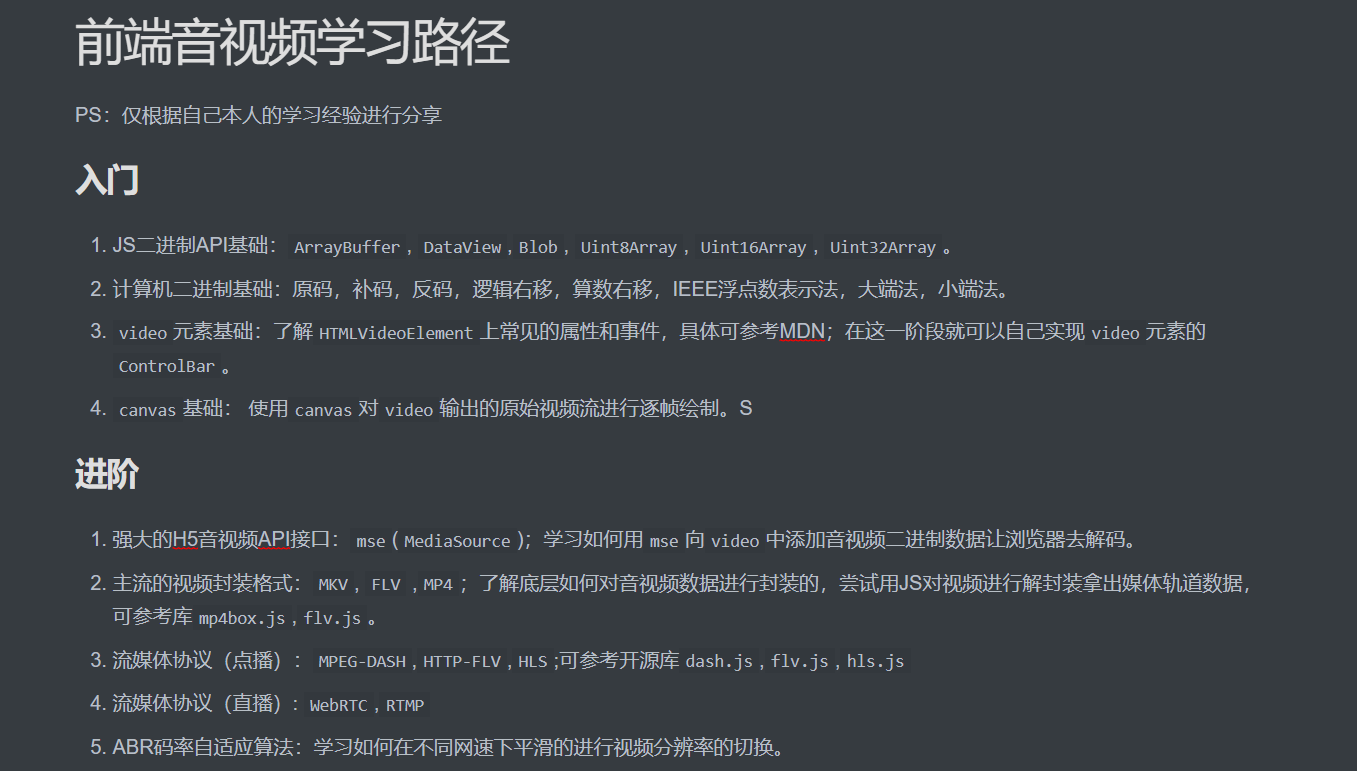 前端音视频学习路径
PS：仅根据自己本人的学习经验进行分享
入门
1. JS二进制API基础： ArrayBuffer , DataView , Blob , Uint8Array , Uint16Array , Uint32Array 。
2. 计算机二进制基础：原码，补码，反码，逻辑右移，算数右移，IEEE浮点数表示法，大端法，小端法。
3. video 元素基础：了解 HTMLVideoElement 上常见的属性和事件，具体可参考MDN；在这一阶段就可以自己实现 video 元素的
ControlBar 。
4. canvas 基础： 使用 canvas 对 video 输出的原始视频流进行逐帧绘制。S
进阶
1. 强大的H5音视频API接口： mse ( MediaSource )；学习如何用 mse 向 video 中添加音视频二进制数据让浏览器去解码。
2. 主流的视频封装格式： MKV , FLV , MP4 ；了解底层如何对音视频数据进行封装的，尝试用JS对视频进行解封装拿出媒体轨道数据，
可参考库 mp4box.js , flv.js 。
3. 流媒体协议（点播）： MPEG-DASH , HTTP-FLV , HLS ;可参考开源库 dash.js , flv.js , hls.js
4. 流媒体协议（直播）: WebRTC , RTMP
5. ABR码率自适应算法：学习如何在不同网速下平滑的进行视频分辨率的切换。